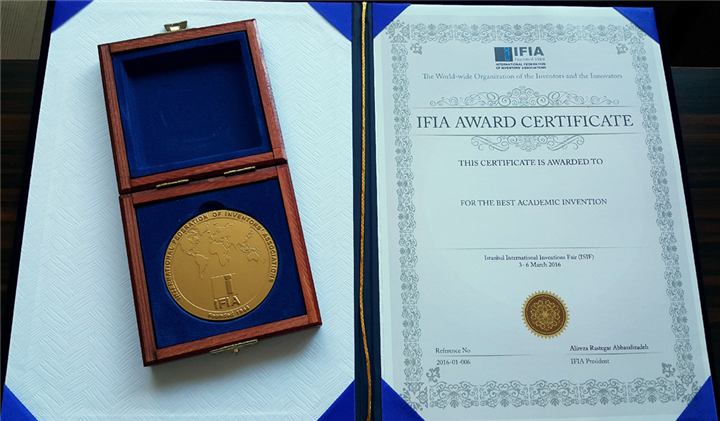 INTERNATIONAL FEDERATION OF INVENTORS' ASSOCIATIONS
IFIA
IFIA
INTERNATIONAL FEDERATION
OF INVENTORS' ASSOCIATIONS
The World-wide Organization of the Inventors and the Innovators
IFIA AWARD CERTIFICATE
THIS CERTIFICATE IS AWARDED TO
FOR THE BEST ACADEMIC INVENTION
Istanbul International Inventions Fair (ISIF)
3- 6 March 2016
Reference No
2016-01-006
Alireza Rastegar Abbasalizadeh
IFIA President